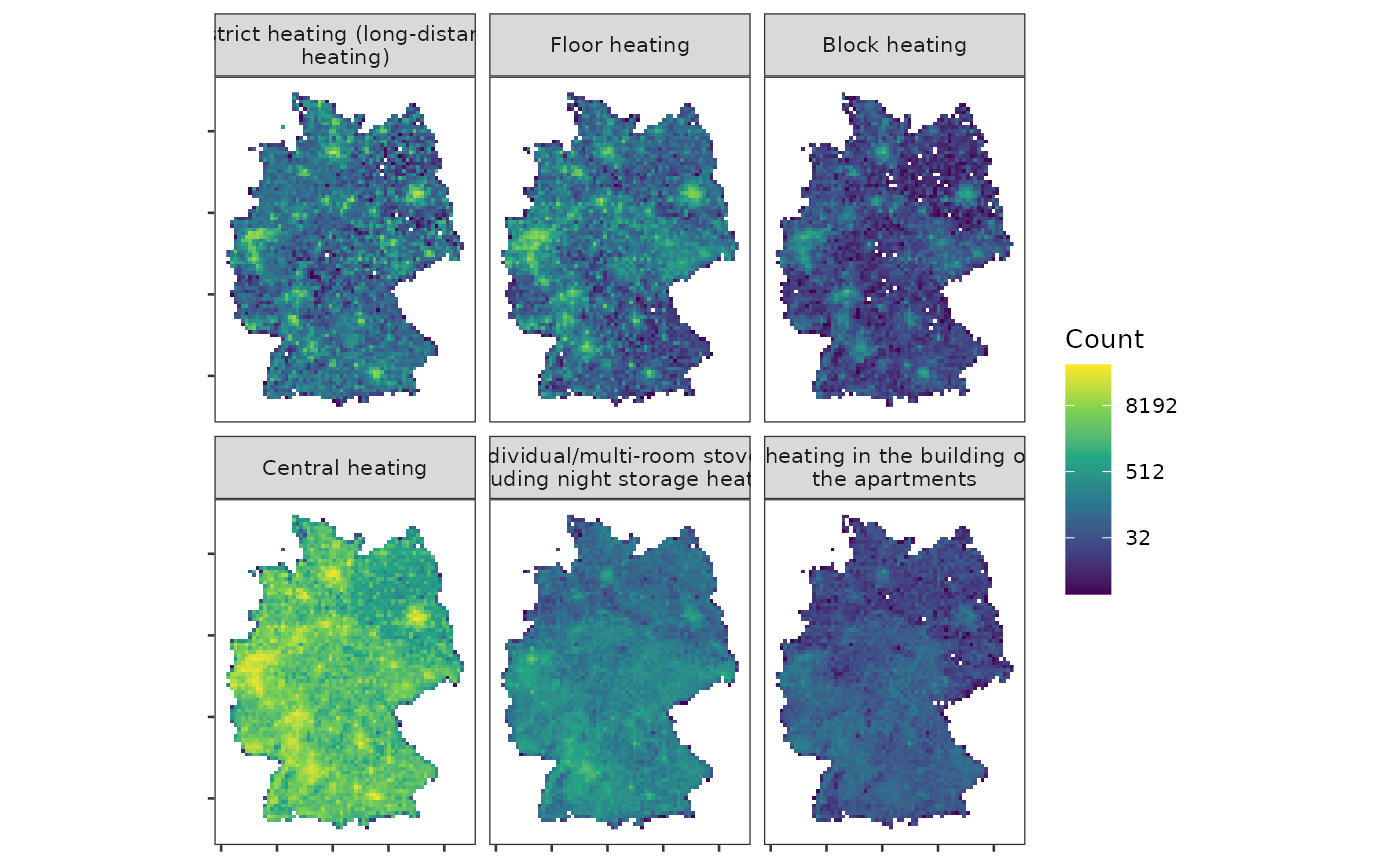 strict heating (long-distan
heating)
Floor heating
Block heating
Central heating
dividual/multi-room stove
uding night storage heat
heating in the building o
the apartments
Count
8192
512
32